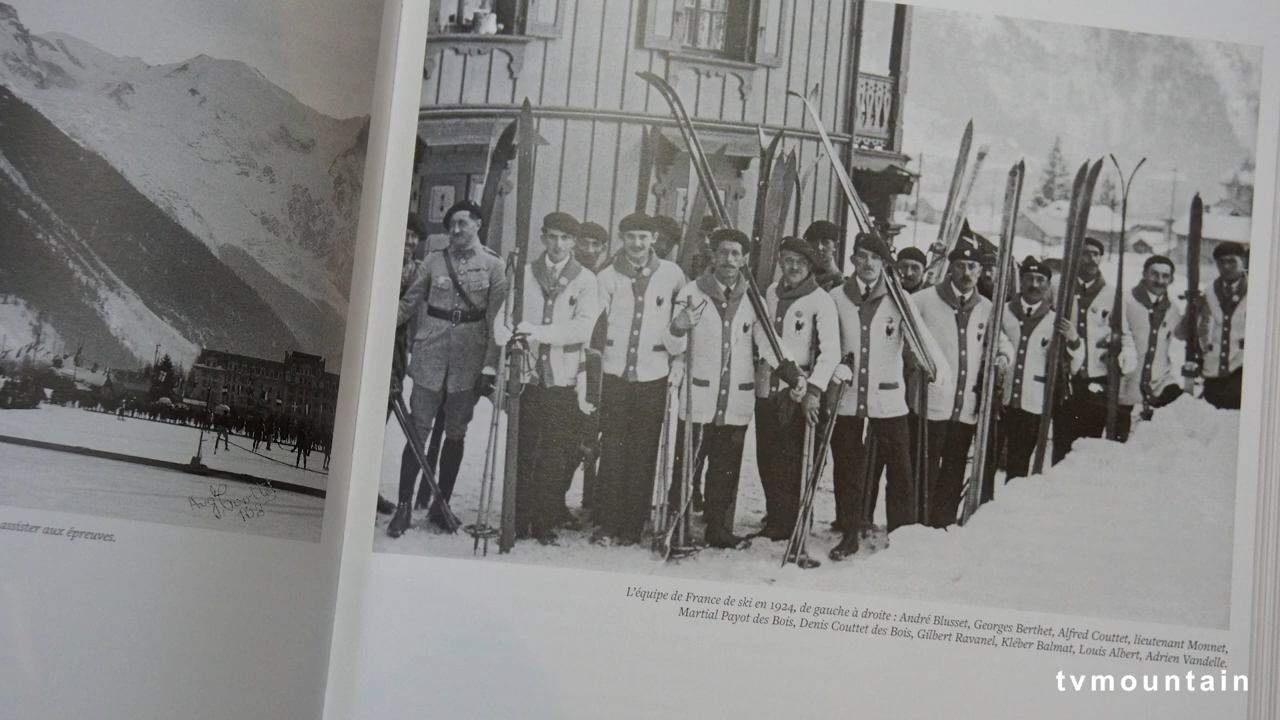 assister aux épreuves.
L'équipe de France de ski en 1924, de gauche à droite : André Blusset, Georges Berthet, Alfred Couttet, lieutenant Monnet,
Martial Payot des Bois, Denis Couttet des Bois, Gilbert Ravanel, Kléber Balmat, Louis Albert, Adrien Vandelle.
tvmountain